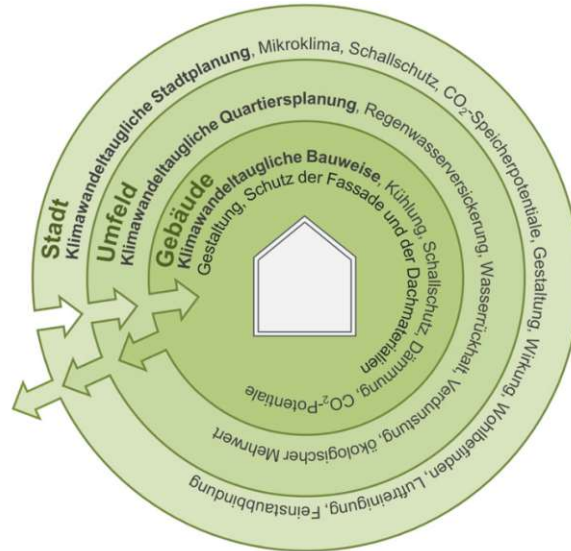 Stadt
Klimawandeltaugliche Stadtplanung, Mikroklima, Schallschutz, CO₂-Speicherpotentiale, Gestaltung, Wirkung, Wohlbefinden, Luftreinigung, Feinstaubbindung
Umfeld
Klimawandeltaugliche Quartiersplanung, Regenwasserversickerung, Wasserrückhalt, Verdunstung, ökologischer Mehrwert
Gebäude
Klimawandeltaugliche Bauweise, Kühlung, Schallschutz, Dämmung, CO₂-Potentiale
Gestaltung, Schutz der Fassade und der Dachmaterialien